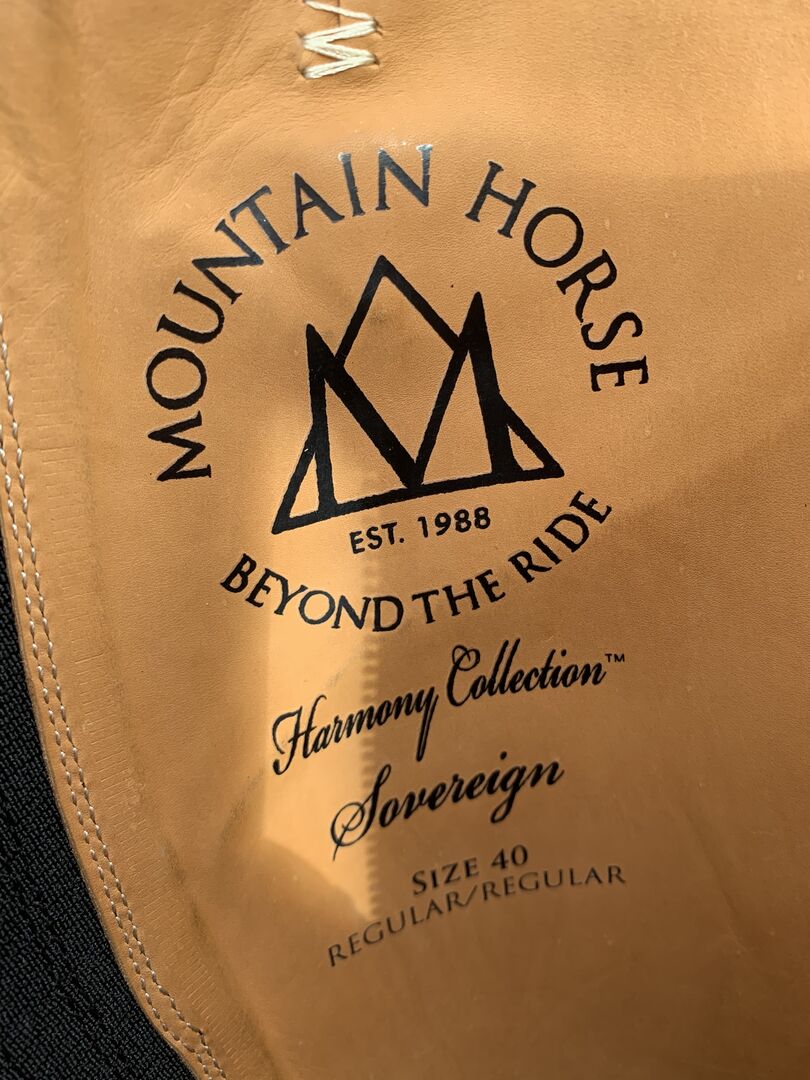 MOUNTAIN HORSE
EST. 1988
BEYOND THE RIDE
Harmony Collection™
Sovereign
SIZE 40
REGULAR/REGULAR